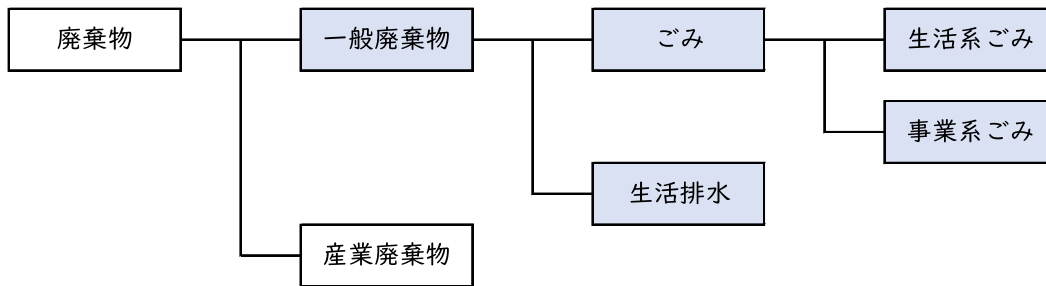 廃棄物
一般廃棄物
ごみ
生活系ごみ
事業系ごみ
生活排水
産業廃棄物